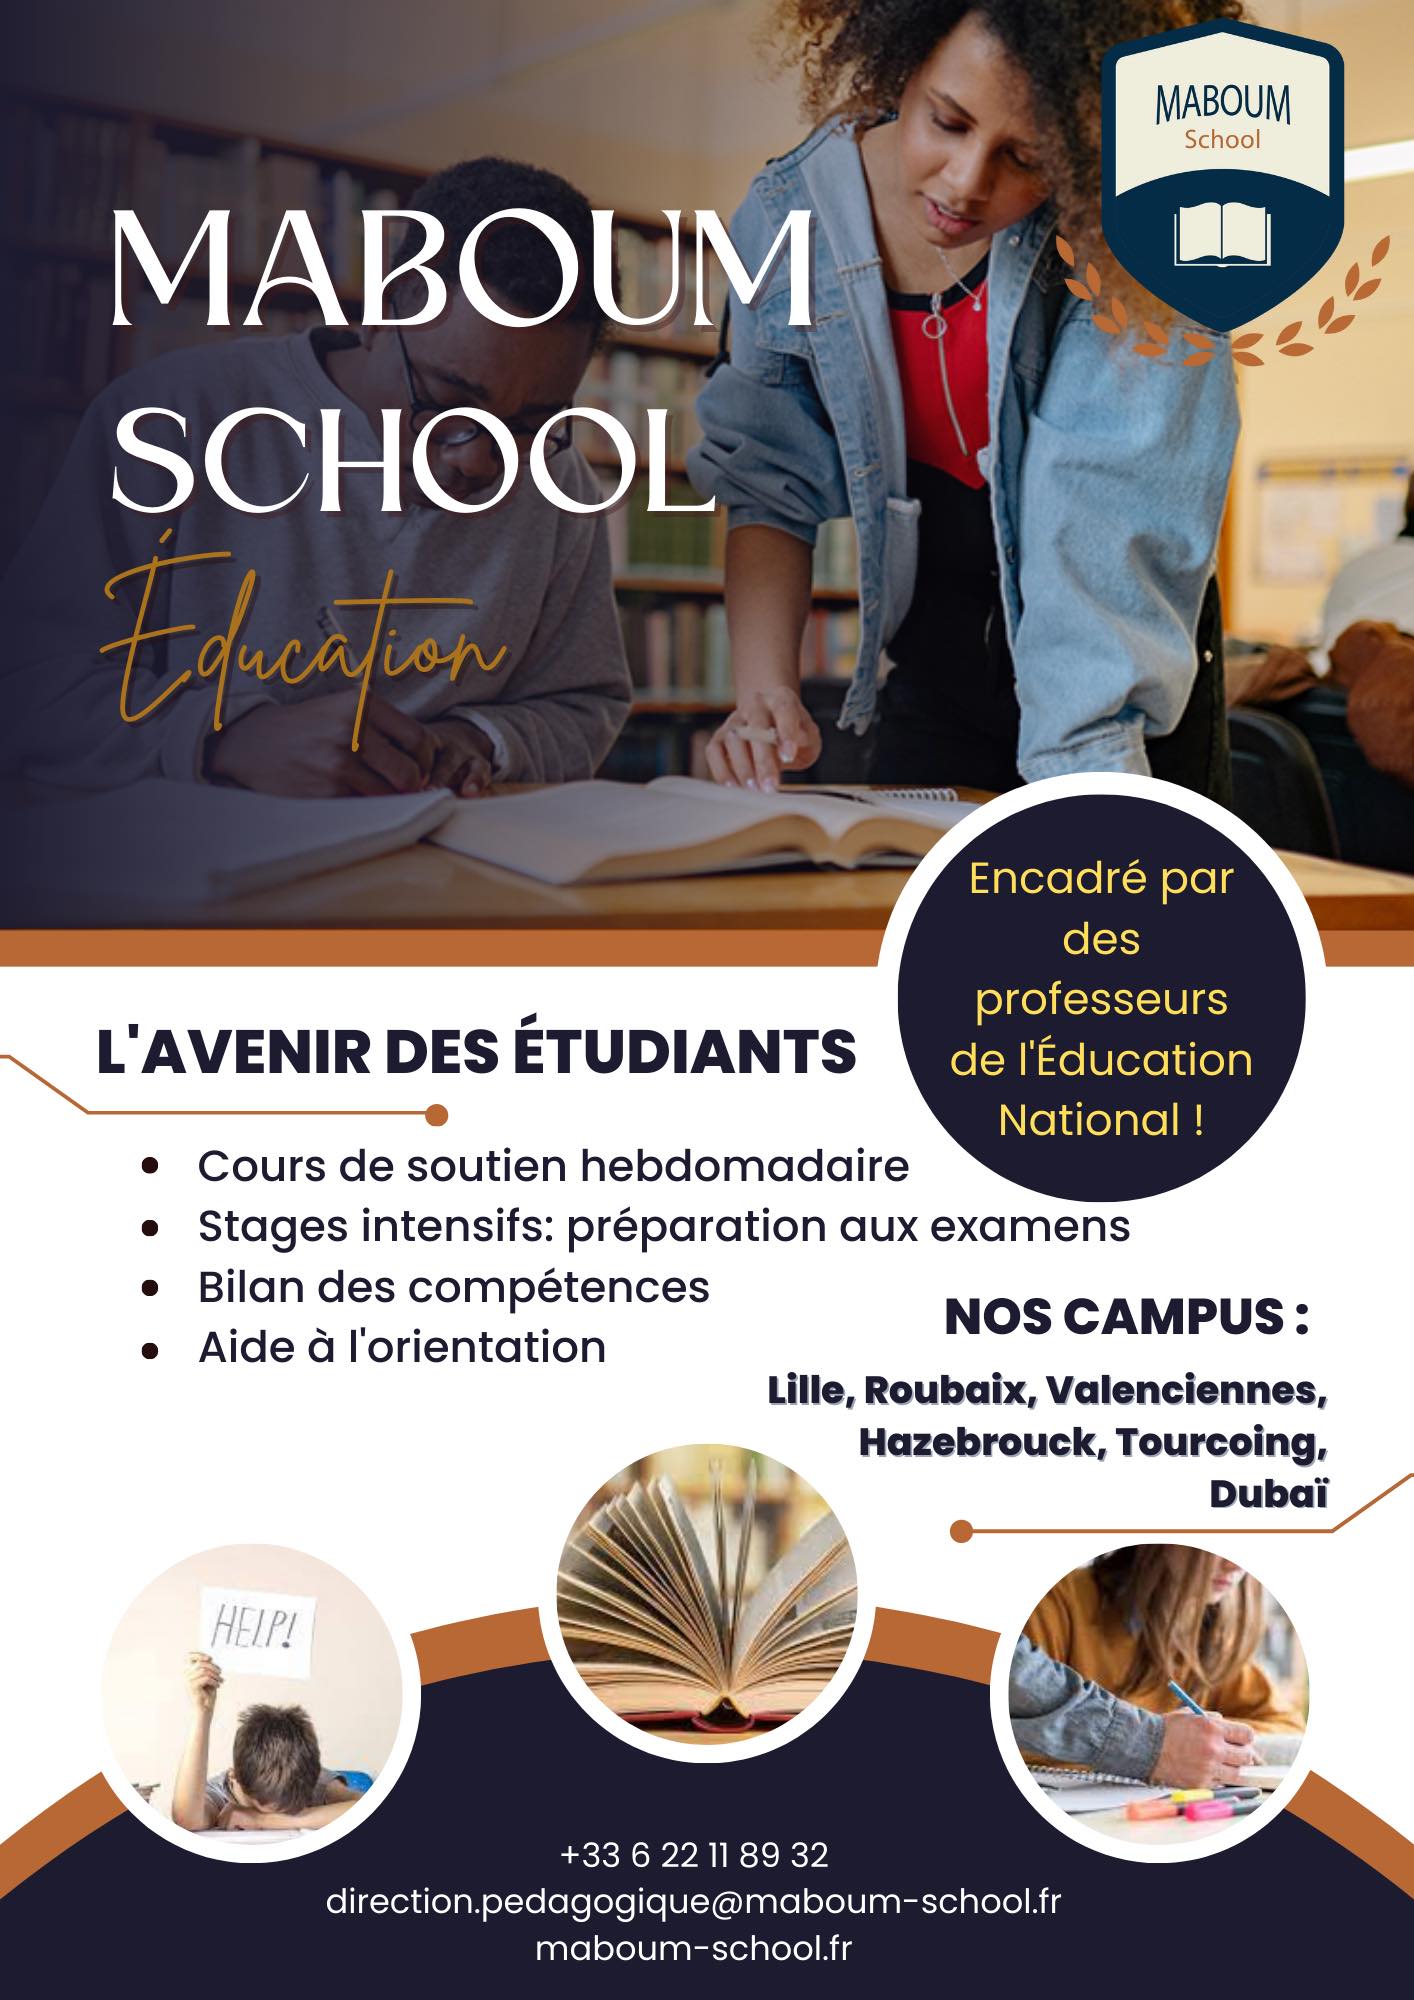 MABOUM
School
MABOUM
SCHOOL
Éducation
Encadré par
des
professeurs
de l'Éducation
National !
L'AVENIR DES ÉTUDIANTS
Cours de soutien hebdomadaire
Stages intensifs: préparation aux examens
Bilan des compétences
Aide à l'orientation
NOS CAMPUS :
Lille, Roubaix, Valenciennes,
Hazebrouck, Tourcoing,
Dubaï
HELP!
+33 6 22 11 89 32
direction.pedagogique@maboum-school.fr
maboum-school.fr